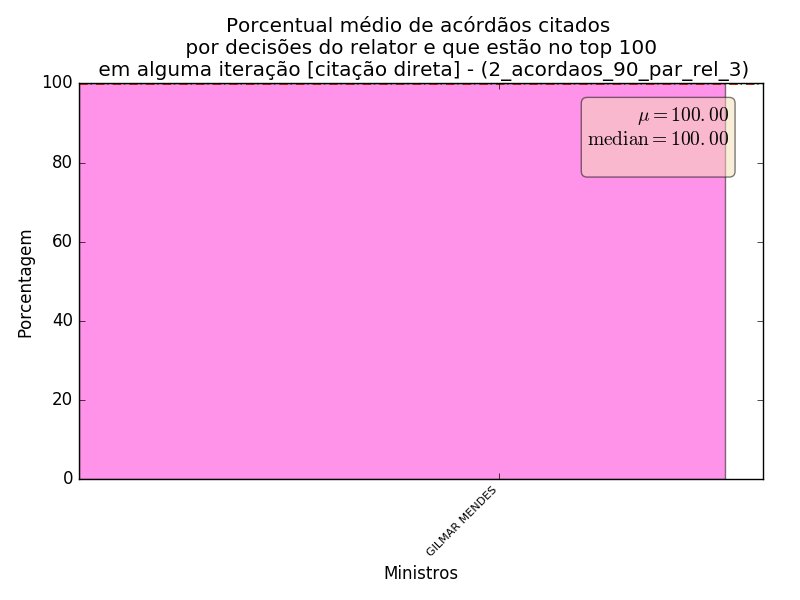 Porcentual médio de acórdãos citados
por decisões do relator e que estão no top 100
em alguma iteração [citação direta] - (2_acordaos_90_par_rel_3)
100
80
60
40
20
0
Porcentagem
μ = 100.00
median = 100.00
GILMAR MENDES
Ministros